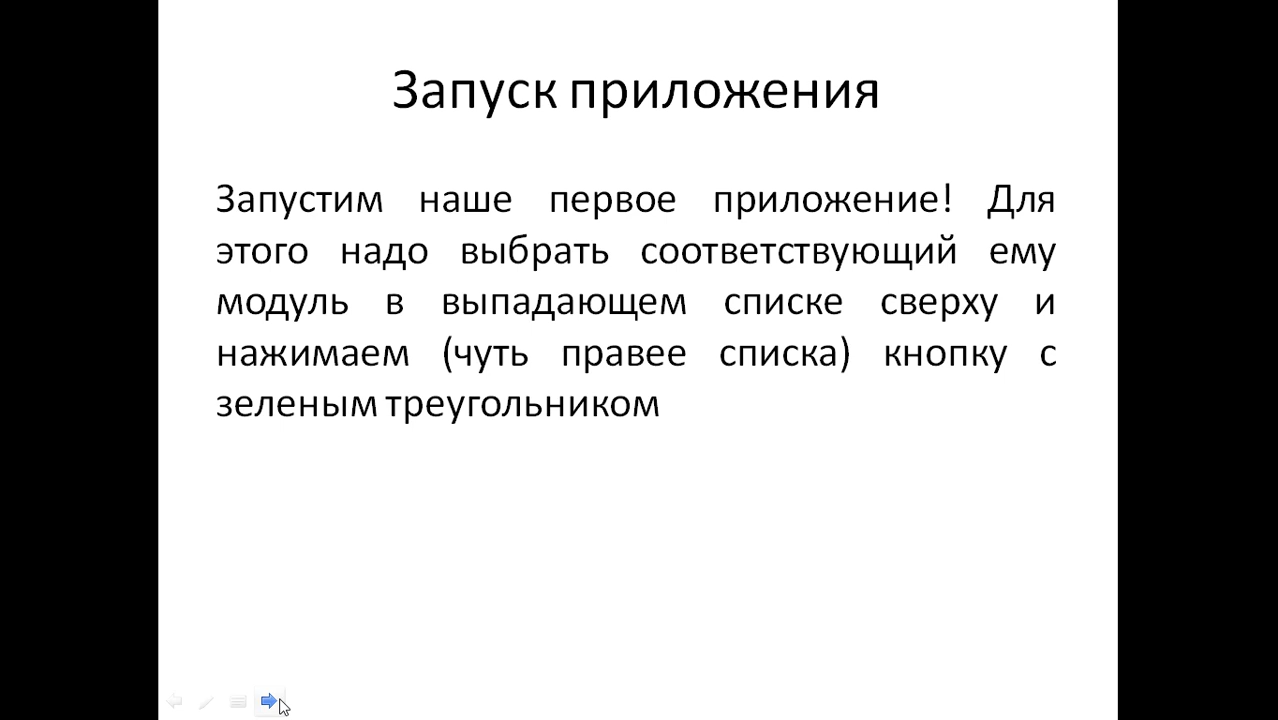 Запуск приложения
Запустим наше первое приложение! Для
этого надо выбрать соответствующий ему
модуль в выпадающем списке сверху и
нажимаем (чуть правее списка) кнопку с
зеленым треугольником